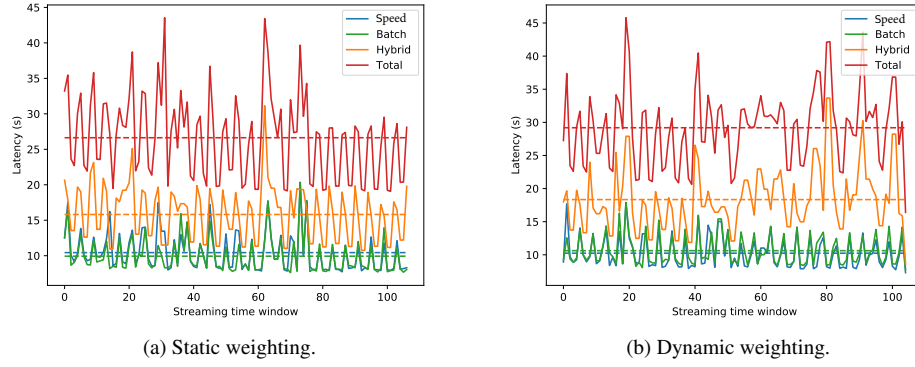 45
40
35
30
25
20
15
10
Latency (s)
0
20
40
60
80
100
Streaming time window
Speed
Batch
Hybrid
Total
(a) Static weighting.
45
40
35
30
25
20
15
10
Latency (s)
0
20
40
60
80
100
Streaming time window
Speed
Batch
Hybrid
Total
(b) Dynamic weighting.